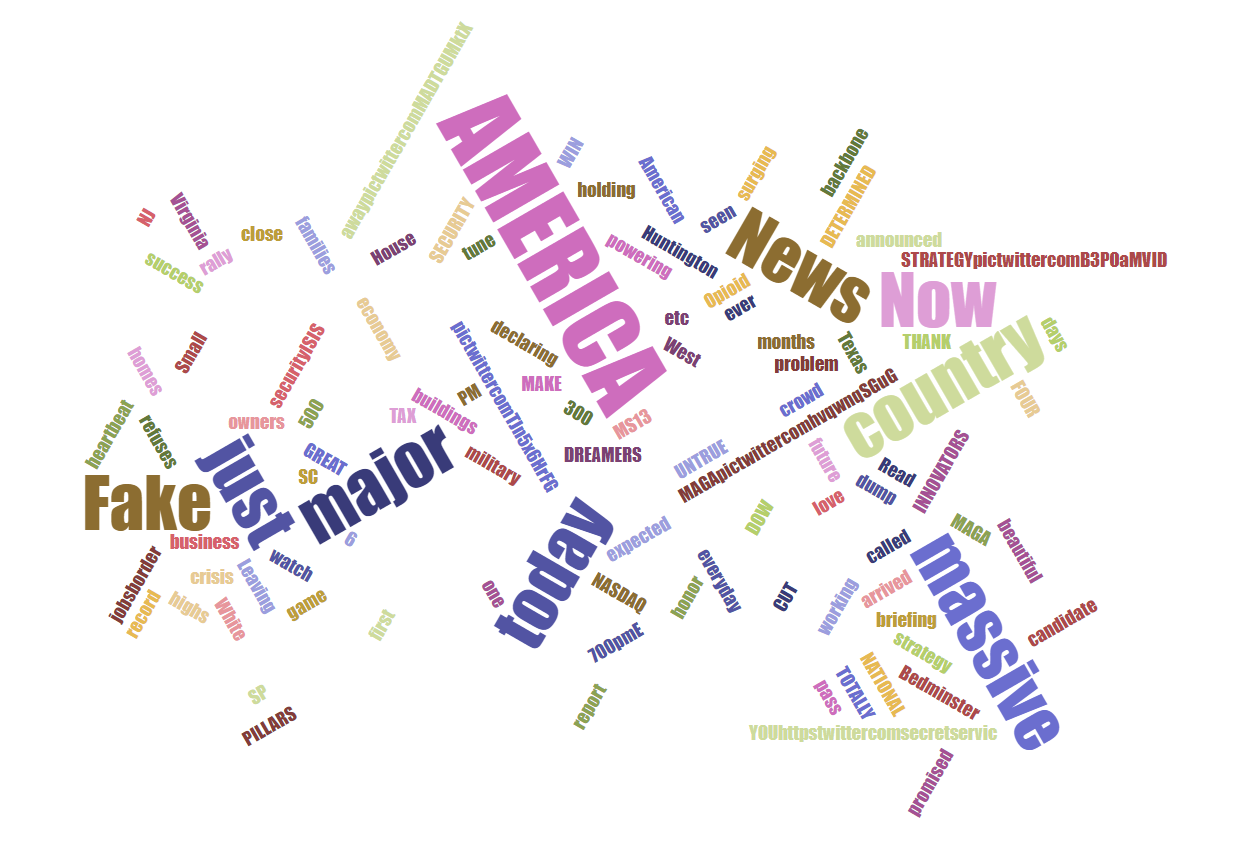 awaypictwittercomMADTGUMktX
AMERICA
WIN
holding
American
surging
backbone
NJ
Virginia
close
families
House
SECURITY
tune
powering
Huntington
seen
News
DETERMINED
announced
STRATEGYpictwittercomB3POaMVID
success
rally
Opioid
ever
Now
economy
etc
West
months
problem
Texas
THANK
days
Small
securityISIS
pictwittercomTln5x6HrFG
declaring
country
homes
MAKE
crowd
MAGApictwittercomhvqwnqSGuG
FOUR
heartbeat
refuses
owners
500
TAX
buildings
PM
300
MS13
GREAT
just
major
military
DREAMERS
UNTRUE
future
Read
dump
INNOVATORS
SC
Fake
love
business
6
today
expected
DOW
called
MAGA
beautiful
jobsborder
record
crisis
highs
White
Leaving
watch
game
one
NASDAQ
honor
everyday
CUT
working
arrived
massive
first
700pmE
briefing
candidate
strategy
SP
PILLARS
report
pass
TOTALLY
NATIONAL
Bedminster
YOUhttpstwittercomsecretservic
promised